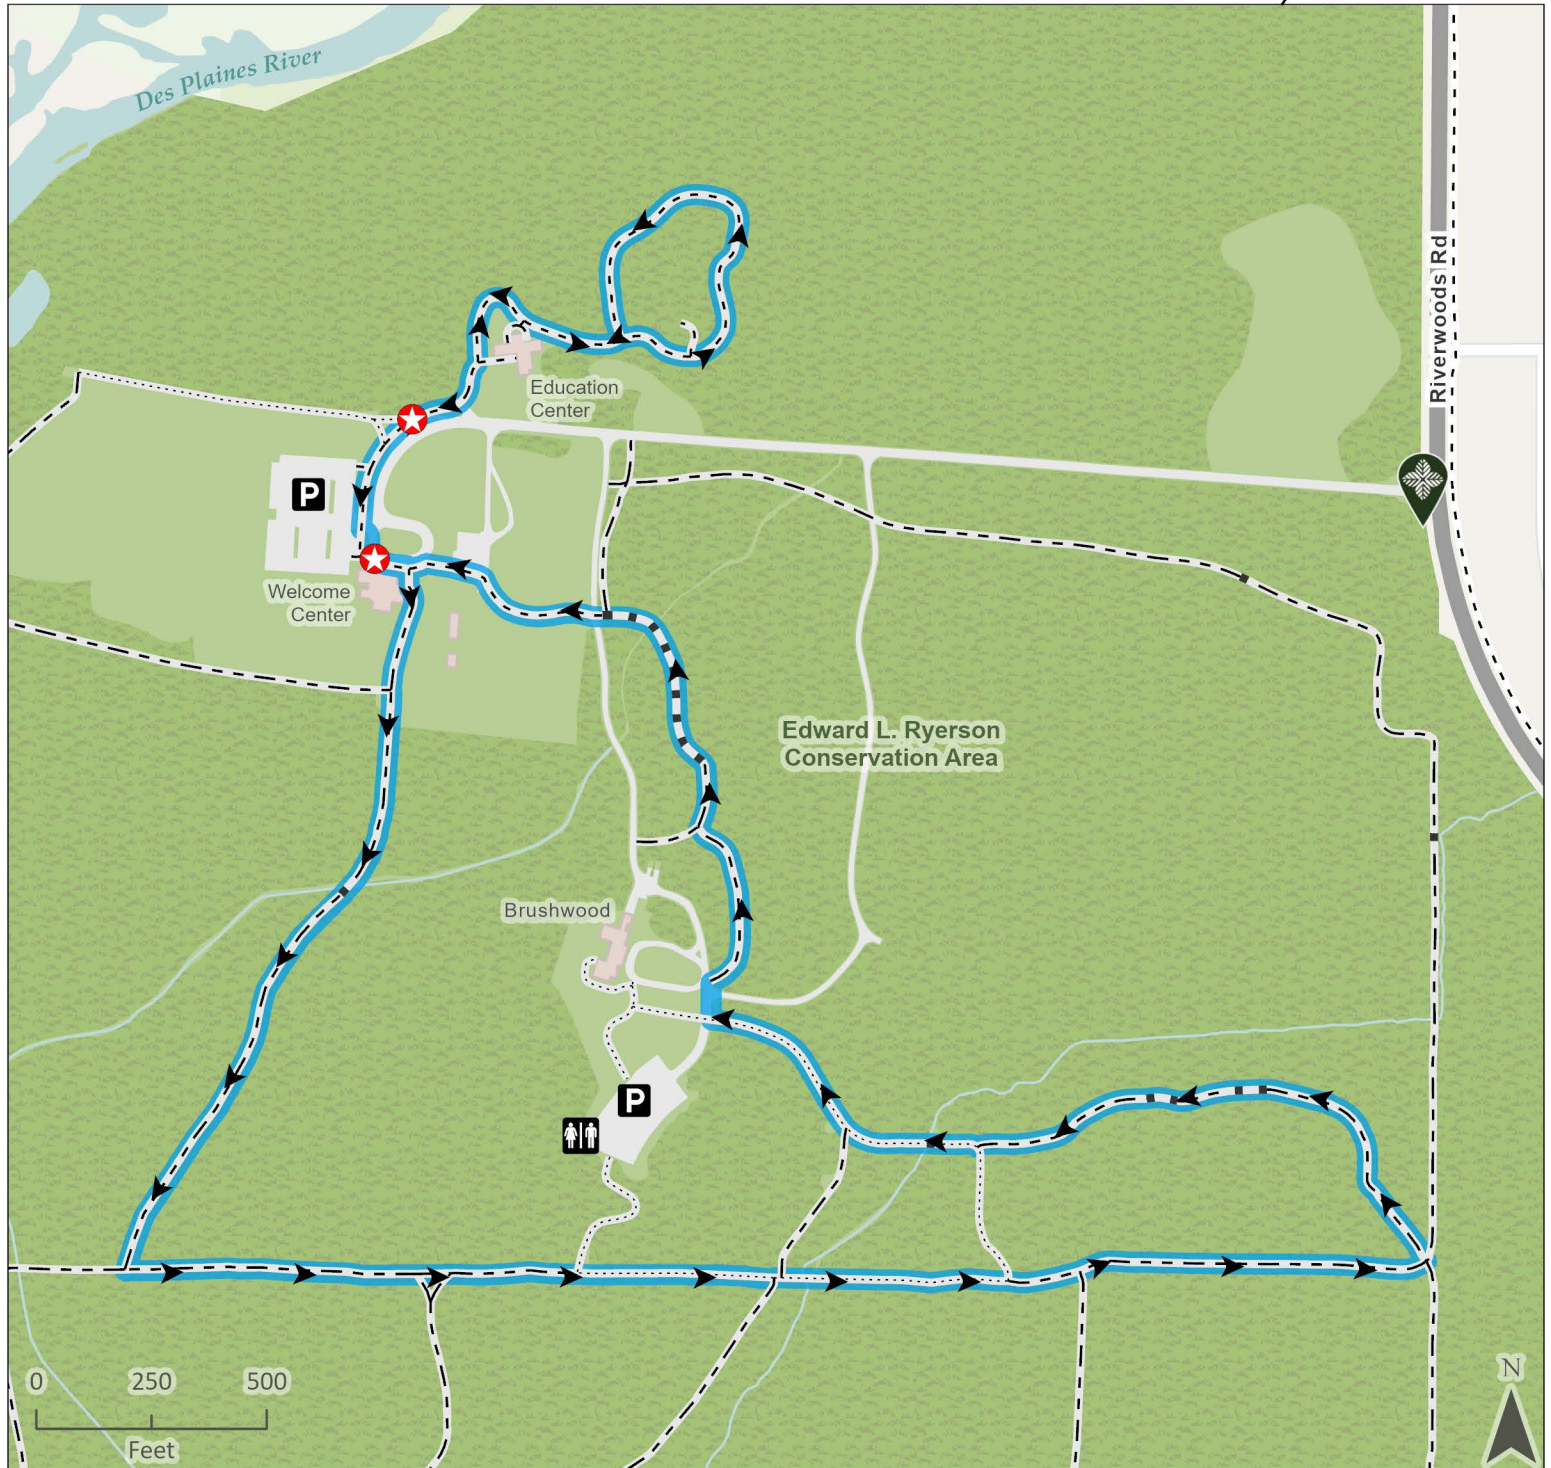 Des Plaines River
Riverwoods Rd
Education
Center
P
Welcome
Center
Edward L. Ryerson
Conservation Area
Brushwood
P
0 250 500
Feet
N